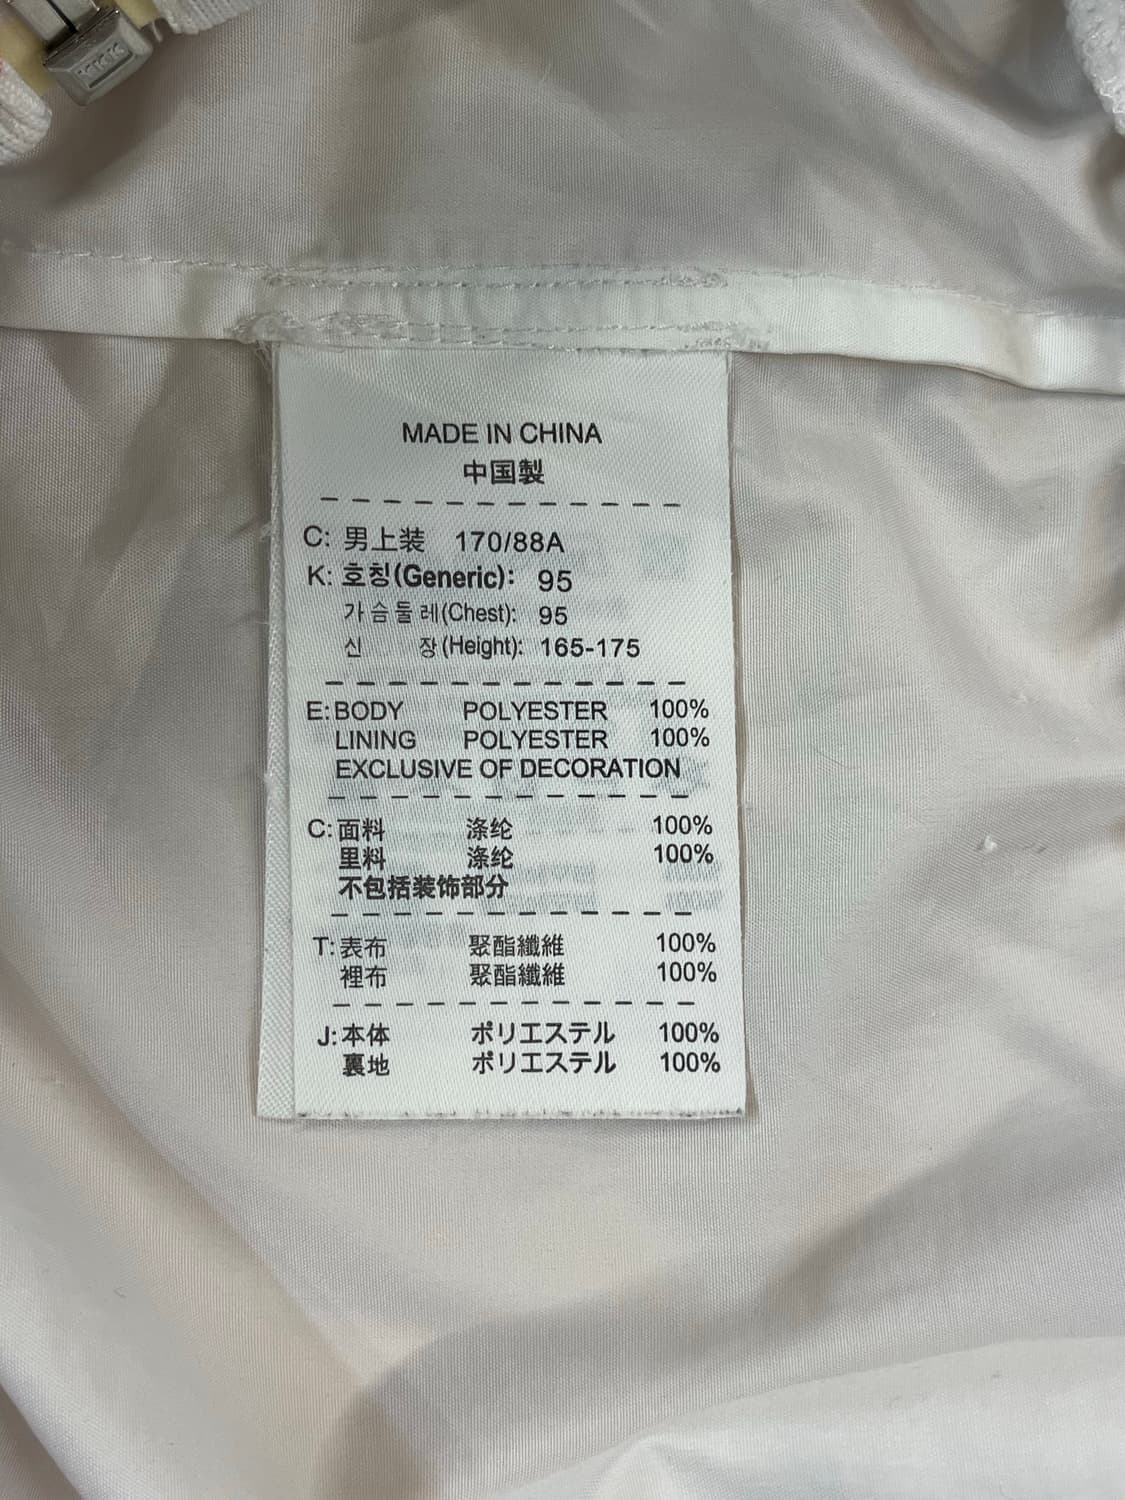 MADE IN CHINA
中国製
C: 男上装 170/88A
K: 호칭(Generic): 95
가슴둘레(Chest): 95
신 장(Height): 165-175
E: BODY POLYESTER 100%
LINING POLYESTER 100%
EXCLUSIVE OF DECORATION
C: 面料 涤纶 100%
里料 涤纶 100%
不包括装饰部分
T: 表布 聚酯纖維 100%
裡布 聚酯纖維 100%
J: 本体 ポリエステル 100%
裏地 ポリエステル 100%